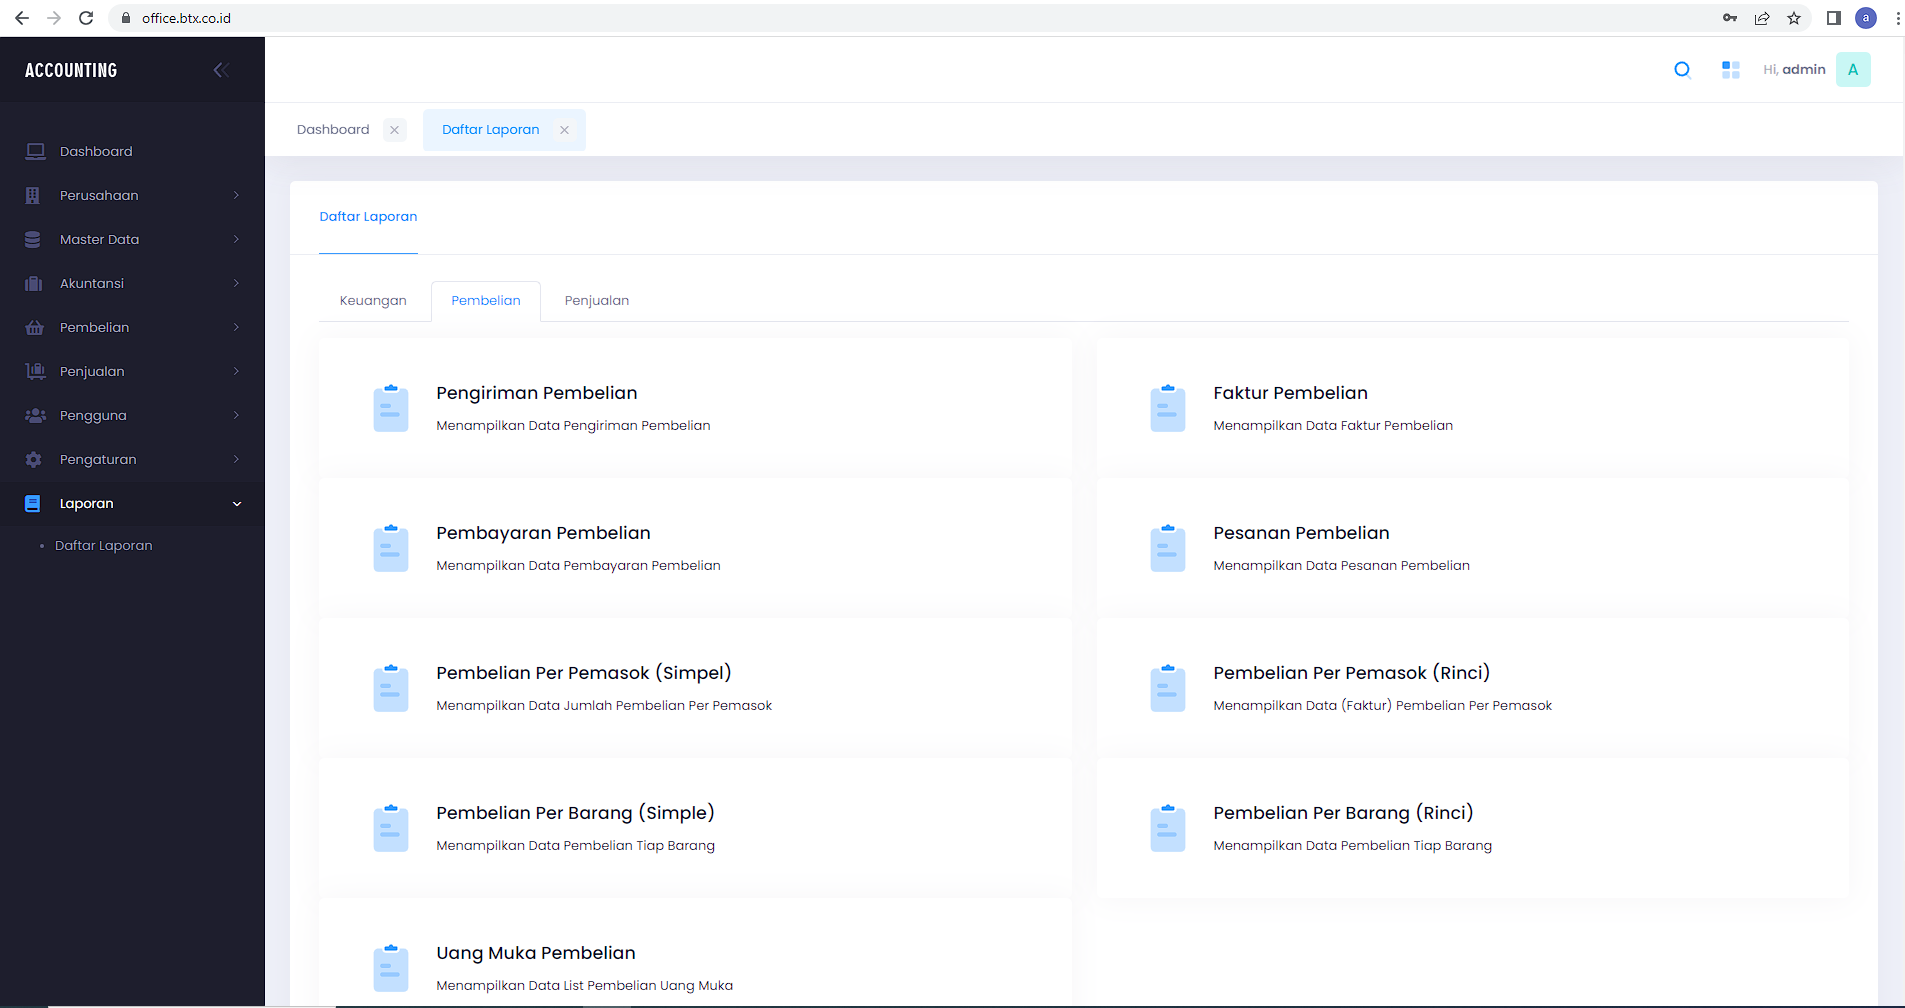 office.btx.co.id
a
ACCOUNTING
Hi, admin
A
Dashboard
Daftar Laporan
Dashboard
Perusahaan
Master Data
Akuntansi
Pembelian
Penjualan
Pengguna
Pengaturan
Laporan
Daftar Laporan
Daftar Laporan
Keuangan
Pembelian
Penjualan
Pengiriman Pembelian
Menampilkan Data Pengiriman Pembelian
Faktur Pembelian
Menampilkan Data Faktur Pembelian
Pembayaran Pembelian
Menampilkan Data Pembayaran Pembelian
Pesanan Pembelian
Menampilkan Data Pesanan Pembelian
Pembelian Per Pemasok (Simpel)
Menampilkan Data Jumlah Pembelian Per Pemasok
Pembelian Per Pemasok (Rinci)
Menampilkan Data (Faktur) Pembelian Per Pemasok
Pembelian Per Barang (Simple)
Menampilkan Data Pembelian Tiap Barang
Pembelian Per Barang (Rinci)
Menampilkan Data Pembelian Tiap Barang
Uang Muka Pembelian
Menampilkan Data List Pembelian Uang Muka